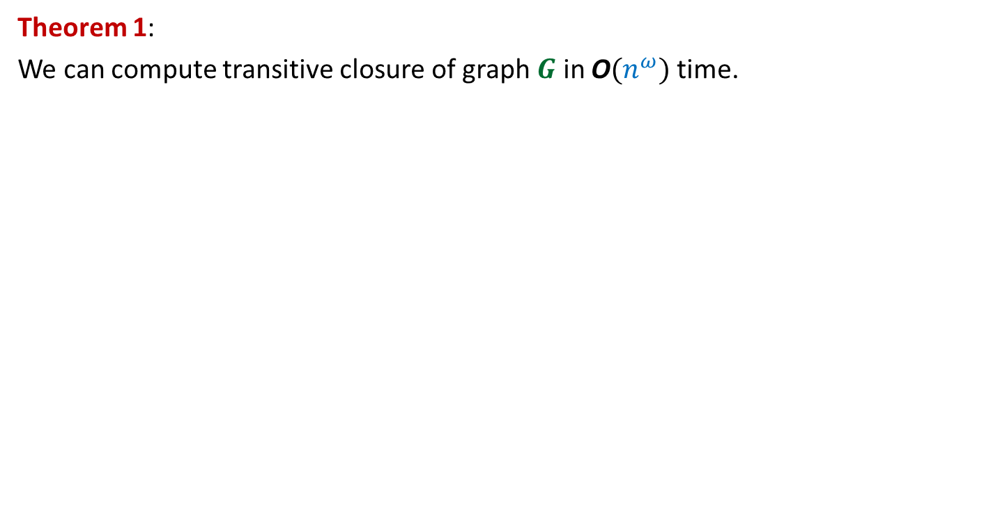 Theorem 1:
We can compute transitive closure of graph G in O(n^ω) time.